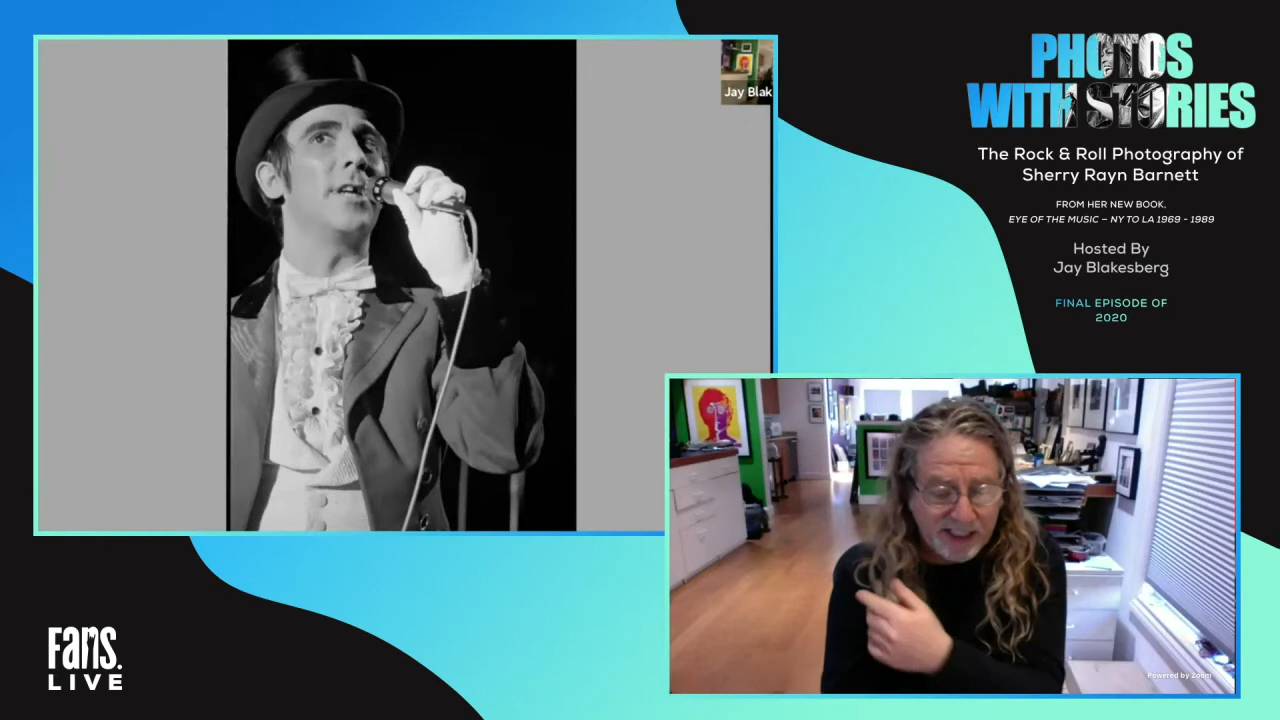 Jay Blak
PHOTOS
WITH STORIES
The Rock & Roll Photography of
Sherry Rayn Barnett
FROM HER NEW BOOK,
EYE OF THE MUSIC – NY TO LA 1969 - 1989
Hosted By
Jay Blakesberg
FINAL EPISODE OF
2020
Powered by Zoom
Fans.
LIVE